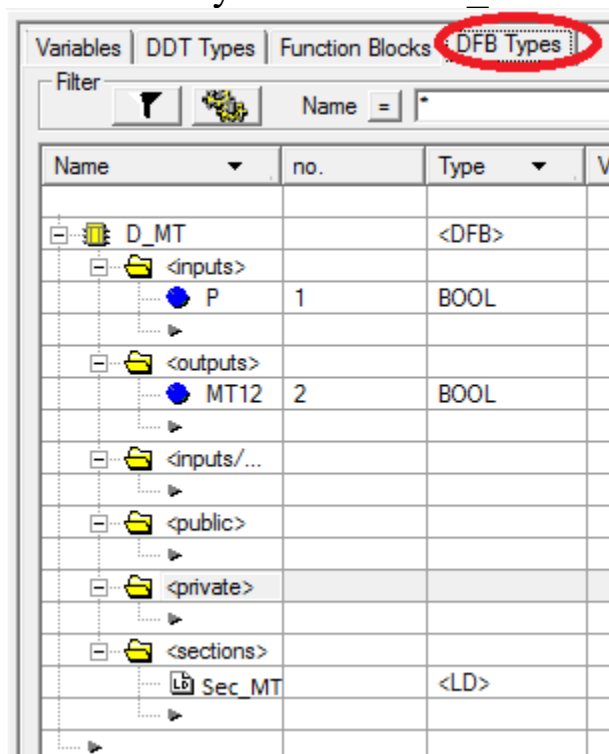 Variables DDT Types Function Blocks DFB Types
Filter
Name = *
Name no. Type
D_MT <DFB>
<inputs>
P 1 BOOL
<outputs>
MT12 2 BOOL
<inputs/...
<public>
<private>
<sections>
LD Sec_MT <LD>